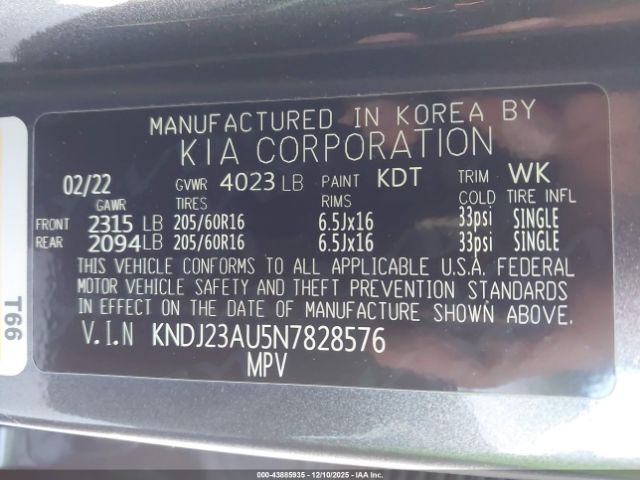 MANUFACTURED IN KOREA BY
KIA CORPORATION
02/22 GVWR 4023 LB PAINT KDT TRIM WK
GAWR TIRES RIMS COLD TIRE INFL
FRONT 2315 LB 205/60R16 6.5Jx16 33psi SINGLE
REAR 2094 LB 205/60R16 6.5Jx16 33psi SINGLE
THIS VEHICLE CONFORMS TO ALL APPLICABLE U.S.A. FEDERAL
MOTOR VEHICLE SAFETY AND THEFT PREVENTION STANDARDS
IN EFFECT ON THE DATE OF MANUFACTURE SHOWN ABOVE.
V.I.N KNDJ23AU5N7828576
MPV
T66
000-43885935 - 12/10/2025 - IAA Inc.